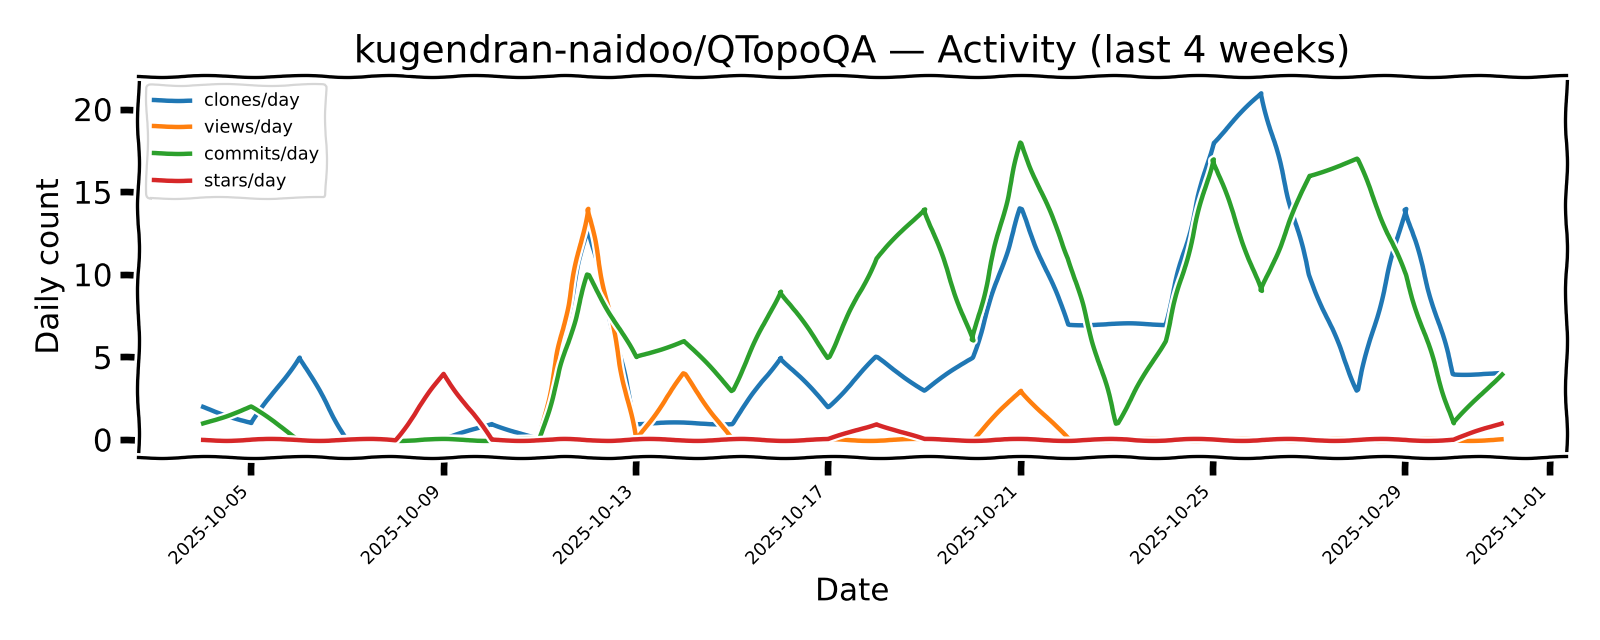 kugendran-naidoo/QTopoQA — Activity (last 4 weeks)
clones/day
views/day
commits/day
stars/day
Daily count
20
15
10
5
0
2025-10-05
2025-10-09
2025-10-13
2025-10-17
2025-10-21
2025-10-25
2025-10-29
2025-11-01
Date